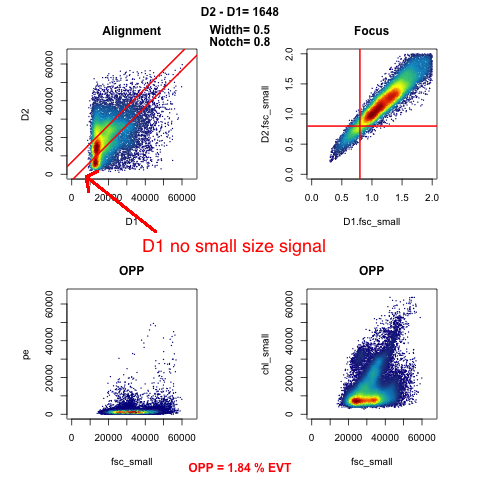 D2 - D1= 1648
Alignment
Width= 0.5
Notch= 0.8
Focus
D2
0 20000 40000 60000
0 20000 40000 60000
D1
D2.fsc_small
0.0 0.5 1.0 1.5 2.0
0.0 0.5 1.0 1.5 2.0
D1.fsc_small
D1 no small size signal
OPP
OPP
pe
0 20000 40000 60000
0 20000 40000 60000
fsc_small
chl_small
0 20000 40000 60000
0 20000 40000 60000
fsc_small
OPP = 1.84 % EVT